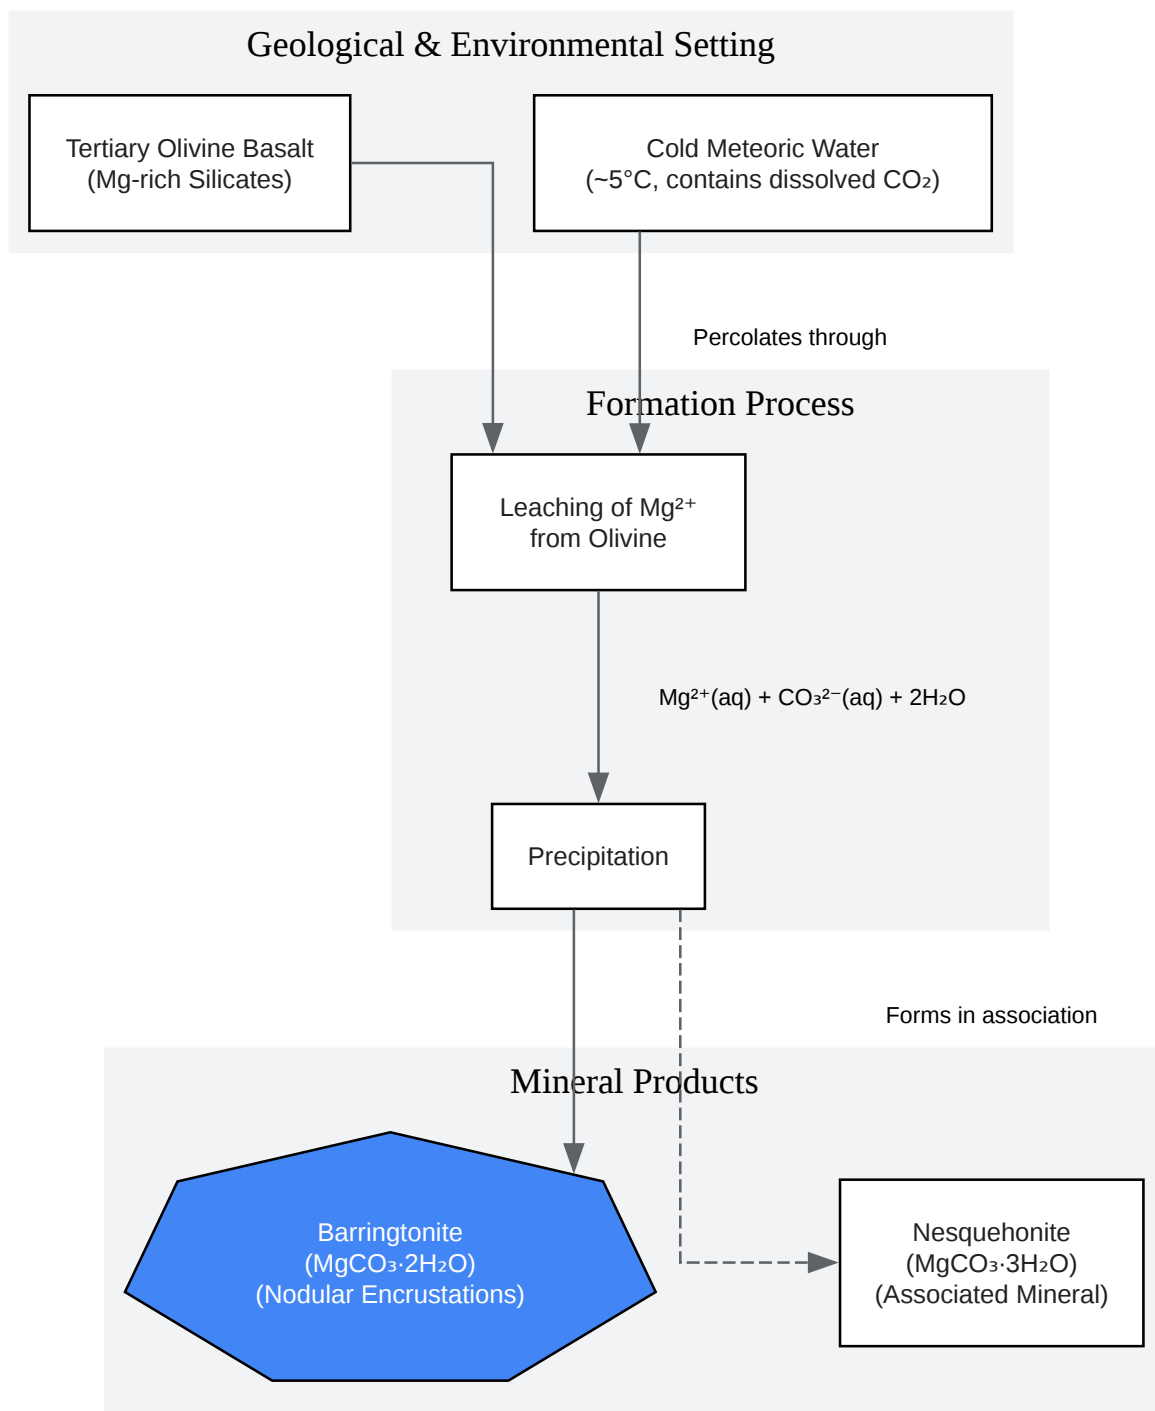 Geological & Environmental Setting
Tertiary Olivine Basalt
(Mg-rich Silicates)
Cold Meteoric Water
(~5°C, contains dissolved CO₂)
Percolates through
Formation Process
Leaching of Mg²⁺
from Olivine
Mg²⁺(aq) + CO₃²⁻(aq) + 2H₂O
Precipitation
Forms in association
Mineral Products
Barringtonite
(MgCO₃·2H₂O)
(Nodular Encrustations)
Nesquehonite
(MgCO₃·3H₂O)
(Associated Mineral)